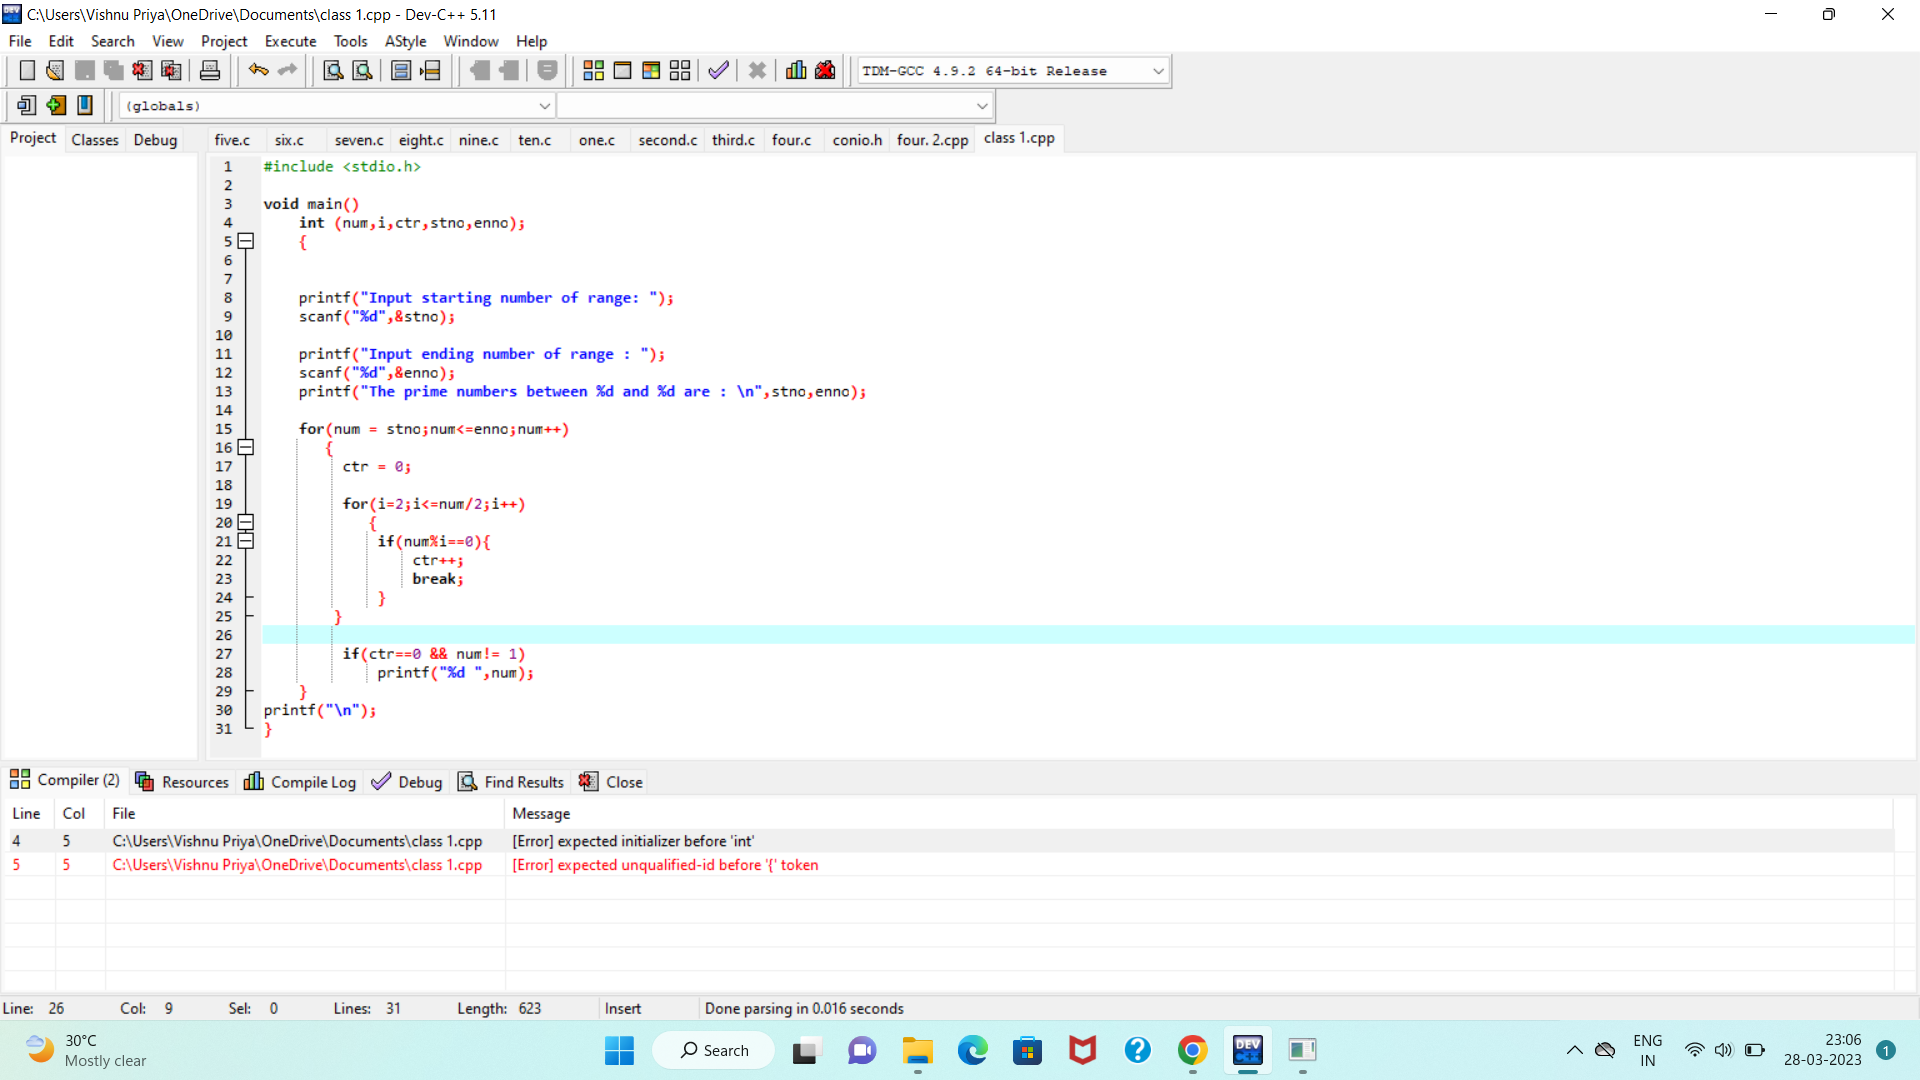 C:\Users\Vishnu Priya\OneDrive\Documents\class 1.cpp - Dev-C++ 5.11
File Edit Search View Project Execute Tools AStyle Window Help
TDM-GCC 4.9.2 64-bit Release
(globals)
Project Classes Debug five.c six.c seven.c eight.c nine.c ten.c one.c second.c third.c four.c conio.h four. 2.cpp class 1.cpp
1 #include <stdio.h>
2
3 void main()
4 int (num,i,ctr,stno,enno);
5 {
6
7
8 printf("Input starting number of range: ");
9 scanf("%d",&stno);
10
11 printf("Input ending number of range : ");
12 scanf("%d",&enno);
13 printf("The prime numbers between %d and %d are : \n",stno,enno);
14
15 for(num = stno;num<=enno;num++)
16 {
17 ctr = 0;
18
19 for(i=2;i<=num/2;i++)
20 {
21 if(num%i==0){
22 ctr++;
23 break;
24 }
25 }
26
27 if(ctr==0 && num!= 1)
28 printf("%d ",num);
29 }
30 printf("\n");
31 }
Compiler (2) Resources Compile Log Debug Find Results Close
Line Col File Message
4 5 C:\Users\Vishnu Priya\OneDrive\Documents\class 1.cpp [Error] expected initializer before 'int'
5 5 C:\Users\Vishnu Priya\OneDrive\Documents\class 1.cpp [Error] expected unqualified-id before '{' token
Line: 26 Col: 9 Sel: 0 Lines: 31 Length: 623 Insert Done parsing in 0.016 seconds
30°C
Mostly clear
Search
DEV
C++
ENG
IN
23:06
28-03-2023
1